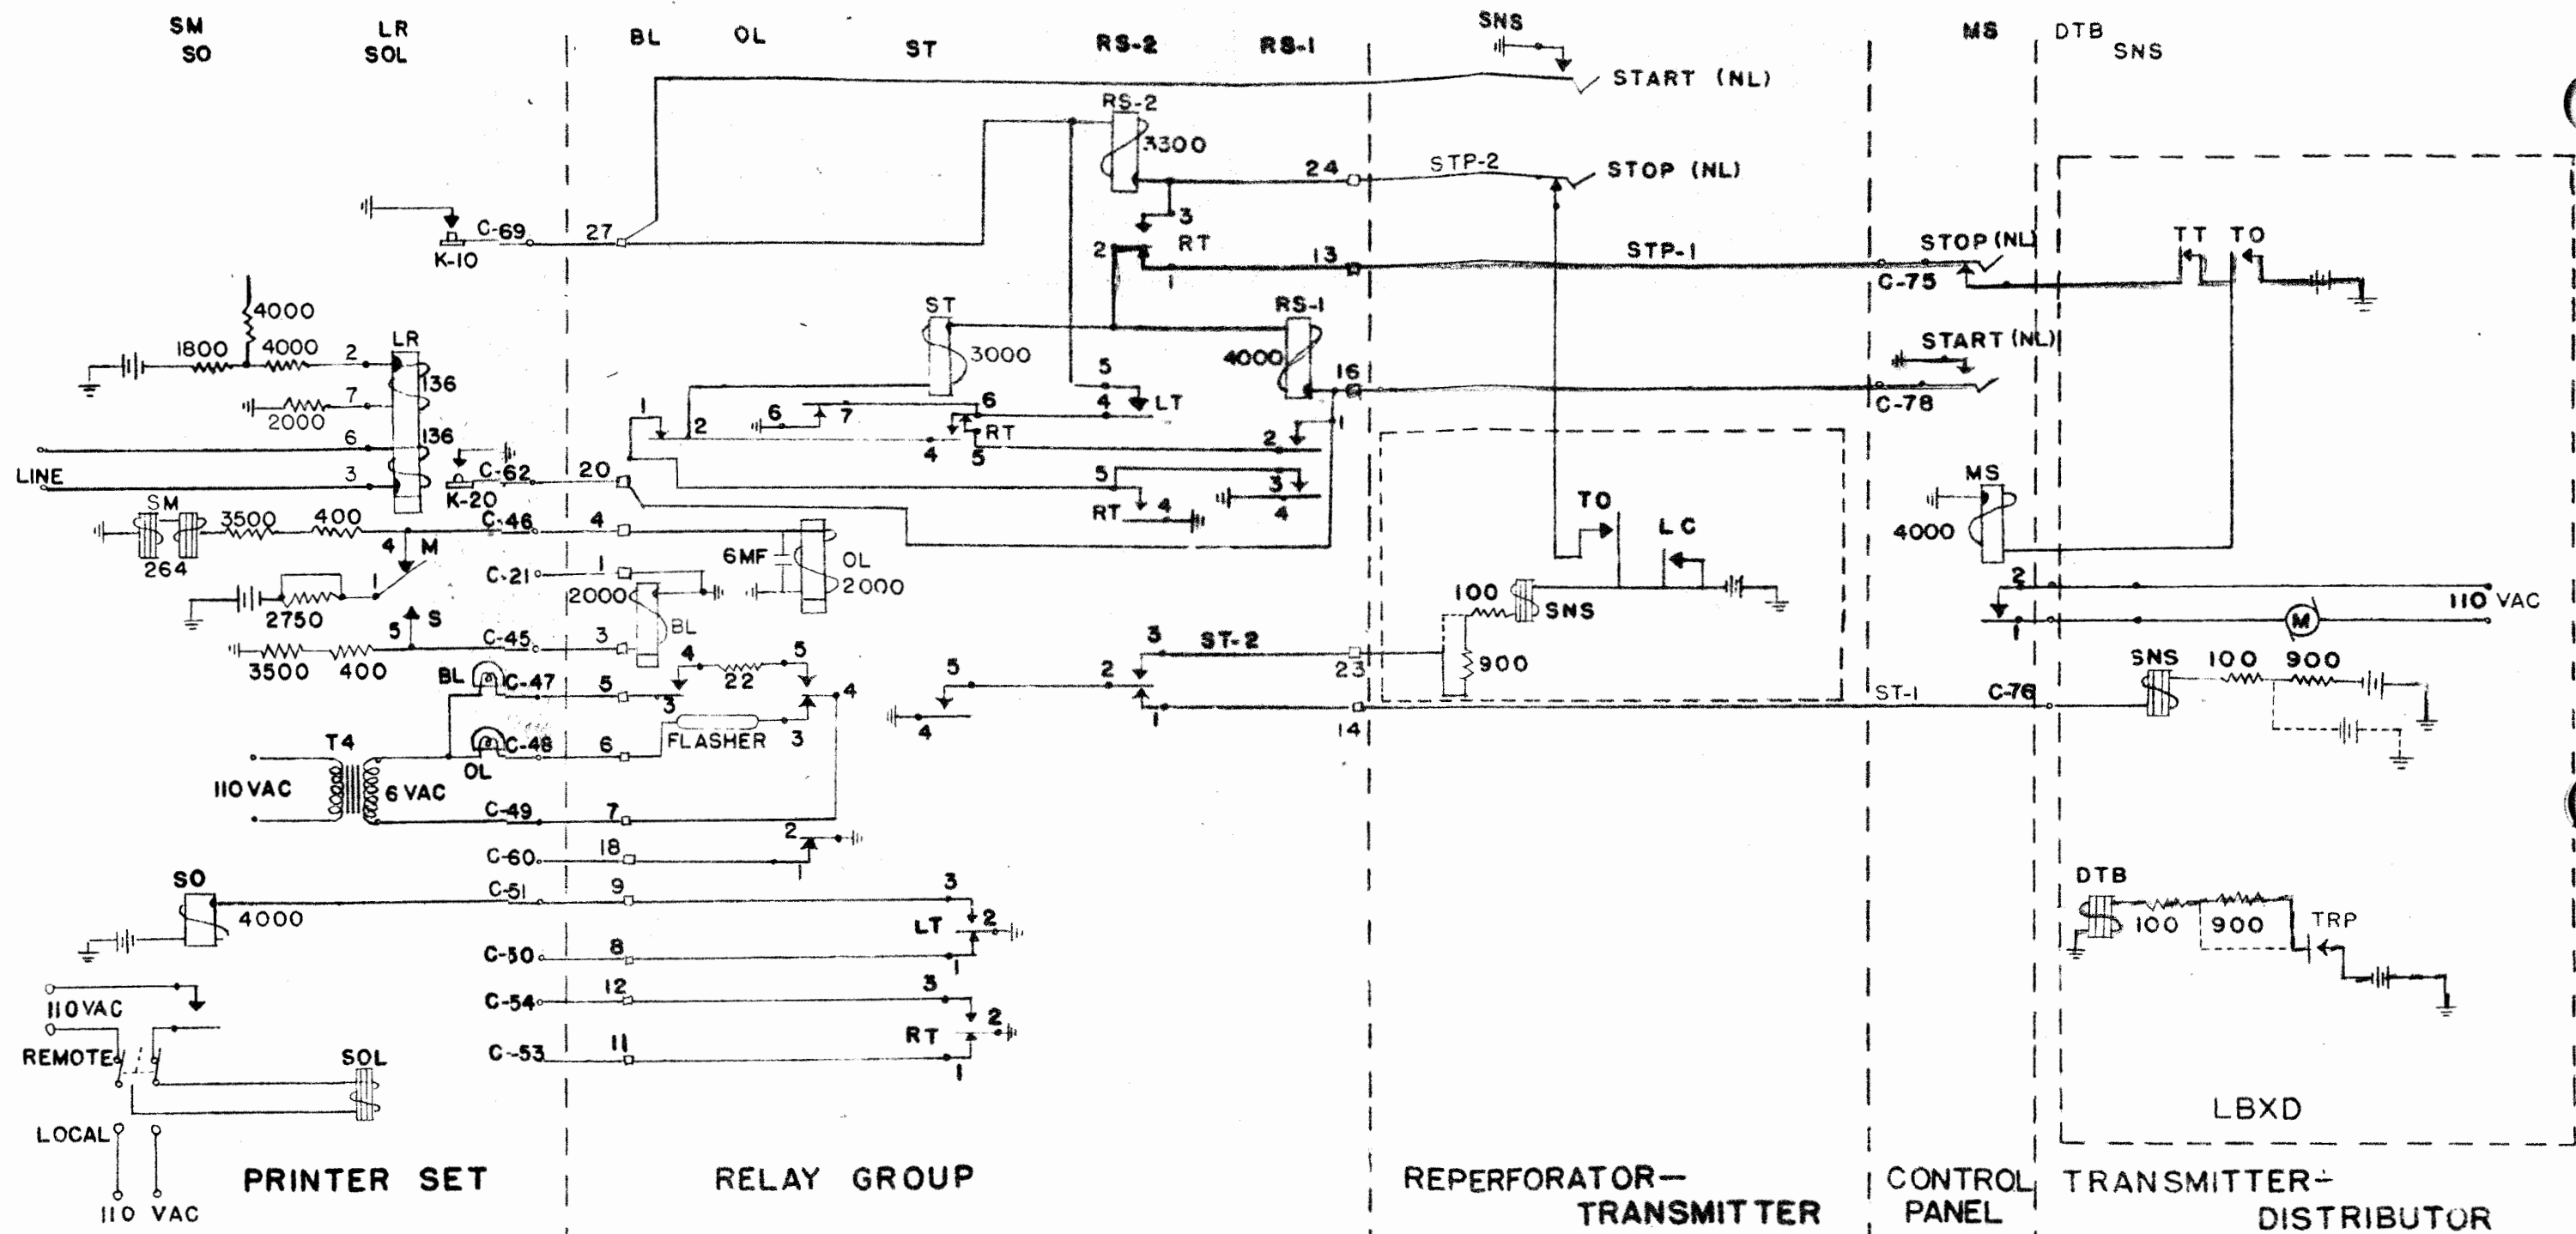 SM LR BL OL ST RS-2 RS-1 SNS MS DTB
SO SOL SNS
START (NL)
RS-2
3300
24 STP-2 STOP (NL)
3
C-69 27 2 RT 13 STP-1 STOP (NL) TT TO
K-10 1 C-75
4000 ST RS-1
1800 4000 2 LR 3000 4000 START (NL)
136 5 16
7 1 6 7 6 4 LT C-78
2000 2 RT 1
6 136 4 5 2
LINE 3 C-62 20 5 3 MS
K-20 4 TO LC
SM 3500 400 C-46 4 RT 4 4000
264 4 M 6MF OL
C-21 1 2000 2
1 2000 100 SNS 110 VAC
2750 S BL 1 M
5 C-45 3 3 ST-2 SNS 100 900
3500 400 4 5 5 2 23 900
BL C-47 5 22 4 ST-1 C-76
3 1
T4 C-48 6 FLASHER 3 4 14
OL
110 VAC 6 VAC
C-49 7
2
C-60 18 1
SO C-51 9 3 DTB
4000 LT 2 100 900 TRP
C-50 8 1
C-54 12 3
110 VAC 2
REMOTE SOL C-53 11 RT
1
LOCAL LBXD
PRINTER SET RELAY GROUP REPERFORATOR- CONTROL TRANSMITTER-
110 VAC TRANSMITTER PANEL DISTRIBUTOR